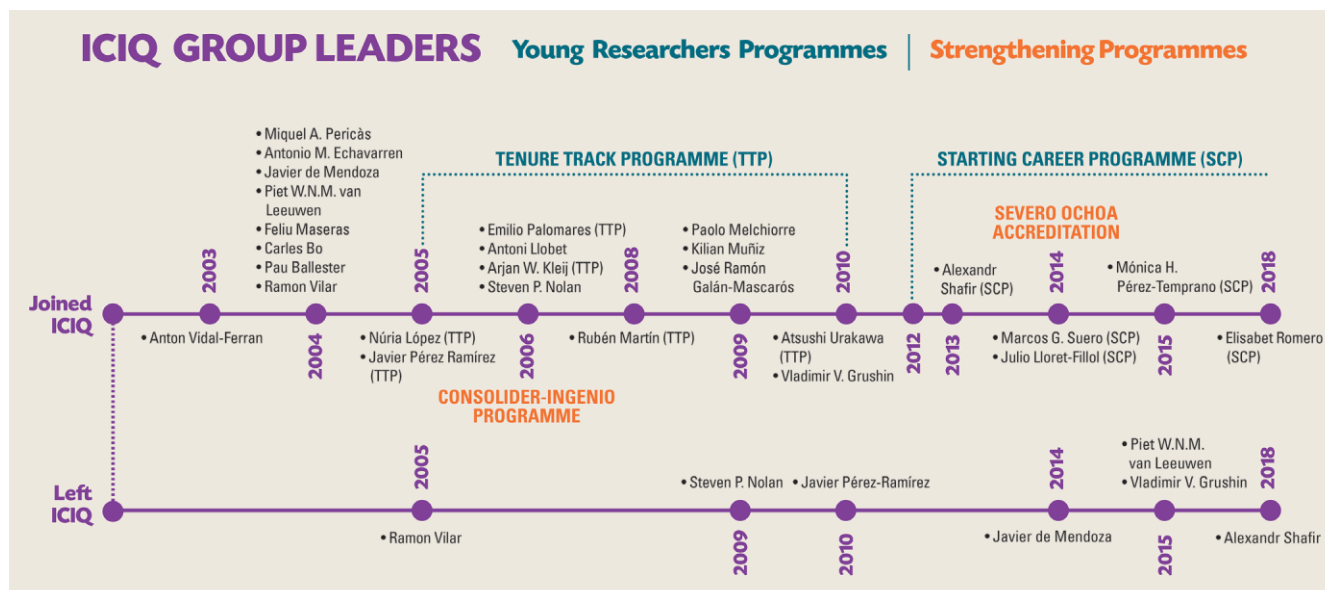 ICIQ GROUP LEADERS
Young Researchers Programmes
Strengthening Programmes
TENURE TRACK PROGRAMME (TTP)
STARTING CAREER PROGRAMME (SCP)
Joined
ICIQ
2003
• Anton Vidal-Ferran
• Miquel A. Pericàs
• Antonio M. Echavarren
• Javier de Mendoza
• Piet W.N.M. van
Leeuwen
• Feliu Maseras
• Carles Bo
• Pau Ballester
• Ramon Vilar
2004
2005
• Núria López (TTP)
• Javier Pérez Ramírez
(TTP)
• Emilio Palomares (TTP)
• Antoni Llobet
• Arjan W. Kleij (TTP)
• Steven P. Nolan
2006
CONSOLIDER-INGENIO
PROGRAMME
2008
• Rubén Martín (TTP)
• Paolo Melchiorre
• Kilian Muñiz
• José Ramón
Galán-Mascarós
2009
2010
• Atsushi Urakawa
(TTP)
• Vladimir V. Grushin
2012
• Alexandr
Shafir (SCP)
2013
SEVERO OCHOA
ACCREDITATION
2014
• Marcos G. Suero (SCP)
• Julio Lloret-Fillol (SCP)
• Mónica H.
Pérez-Temprano (SCP)
2015
2018
• Elisabet Romero
(SCP)
Left
ICIQ
2005
• Ramon Vilar
• Steven P. Nolan
2009
• Javier Pérez-Ramírez
2010
2014
• Javier de Mendoza
• Piet W.N.M.
van Leeuwen
• Vladimir V. Grushin
2015
2018
• Alexandr Shafir